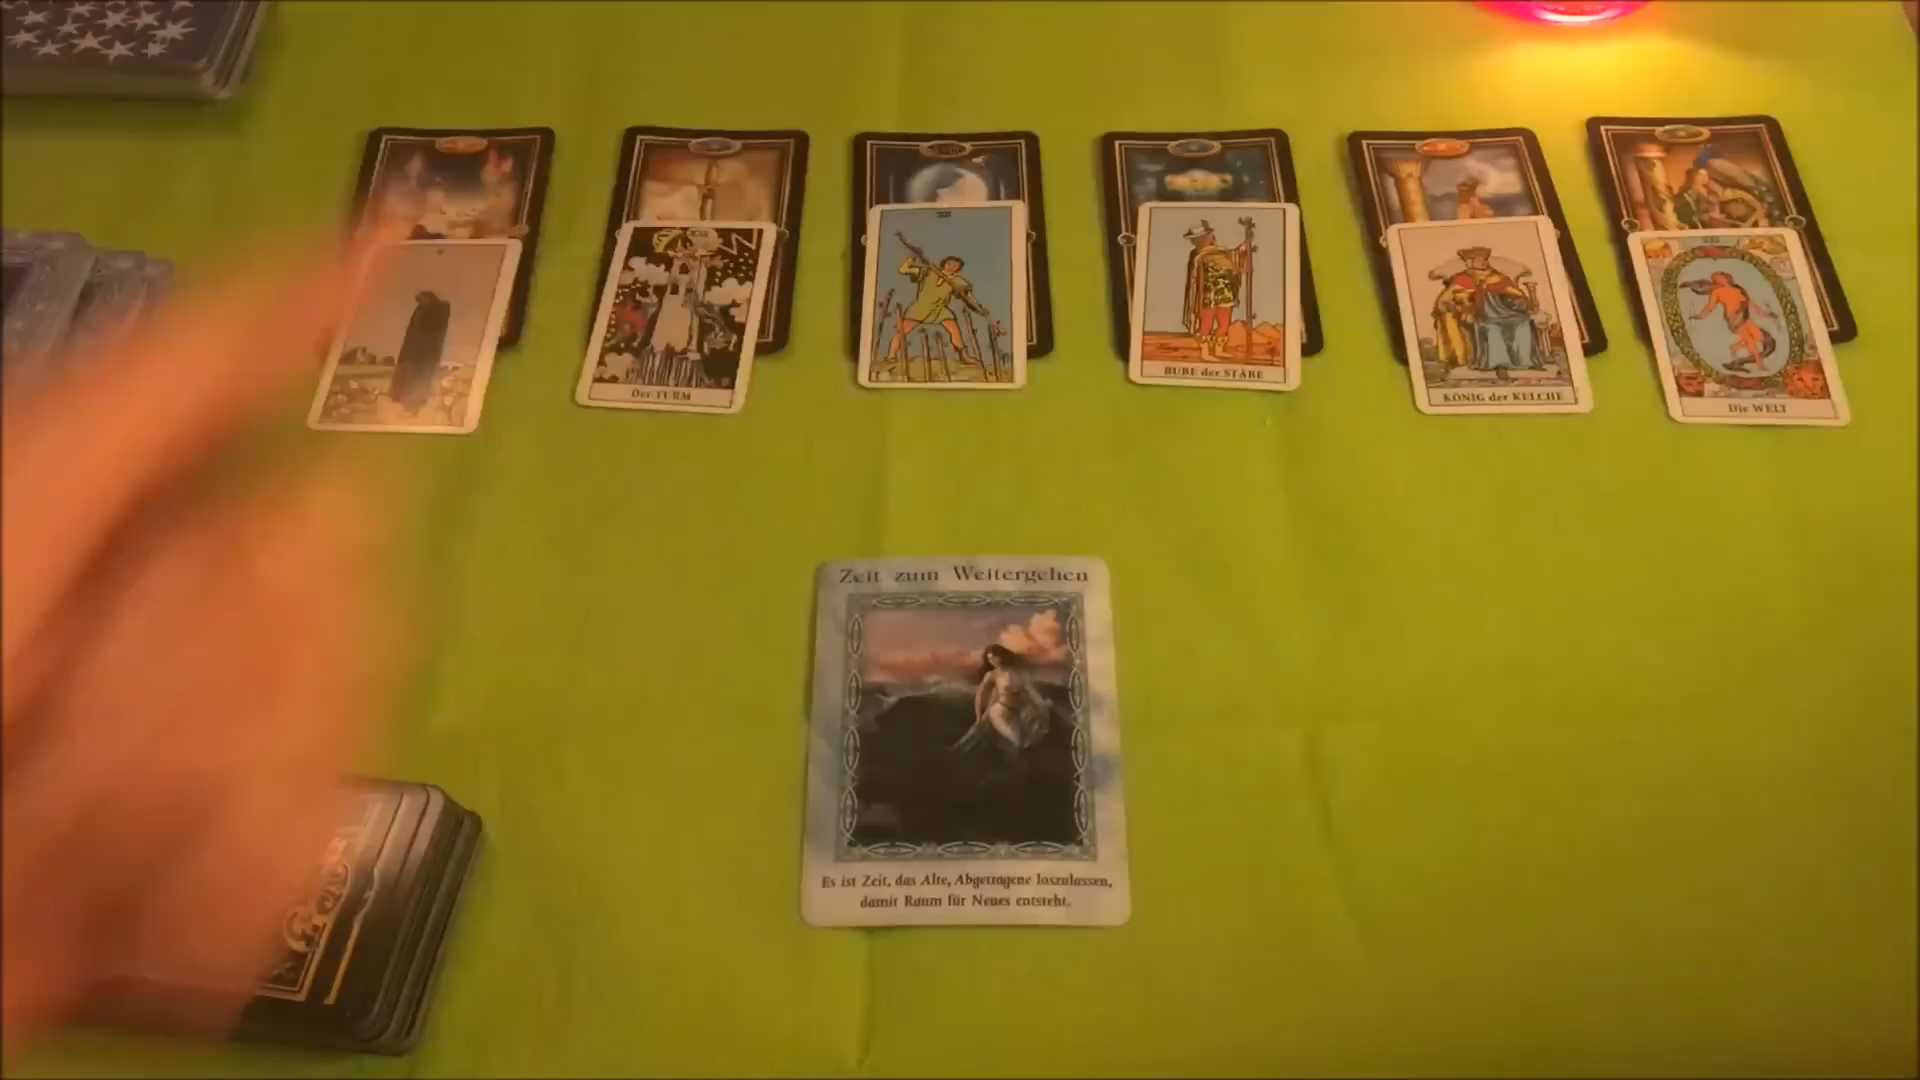 Der TURM
BUBE der STÄBE
KÖNIG der KELCHE
Die WELT
Zeit zum Weitergehen
Es ist Zeit, das Alte, Abgetragene loszulassen,
damit Raum für Neues entsteht.